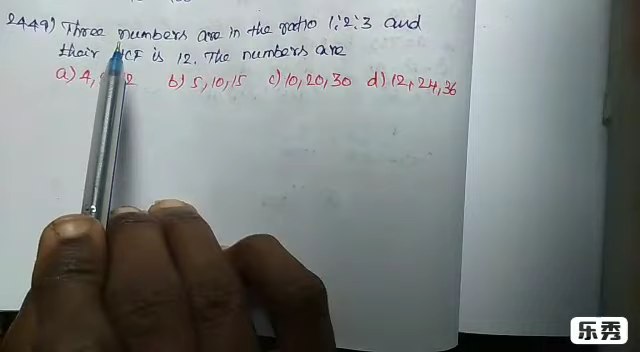 2449) Three numbers are in the ratio 1:2:3 and
their HCF is 12. The numbers are
a) 4, b) 5, 10, 15 c) 10, 20, 30 d) 12, 24, 36
乐秀